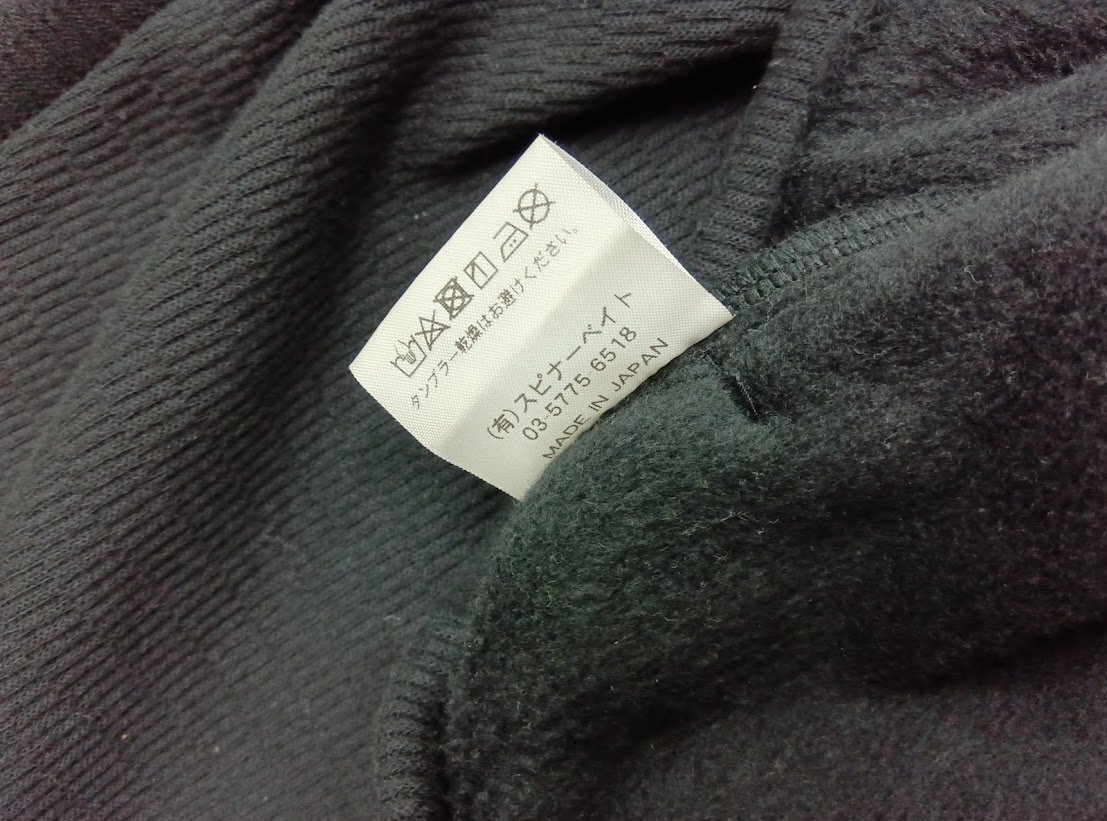 タンブラー乾燥はお避けください。
(有)スピナーベイト
03-5775-6518
MADE IN JAPAN